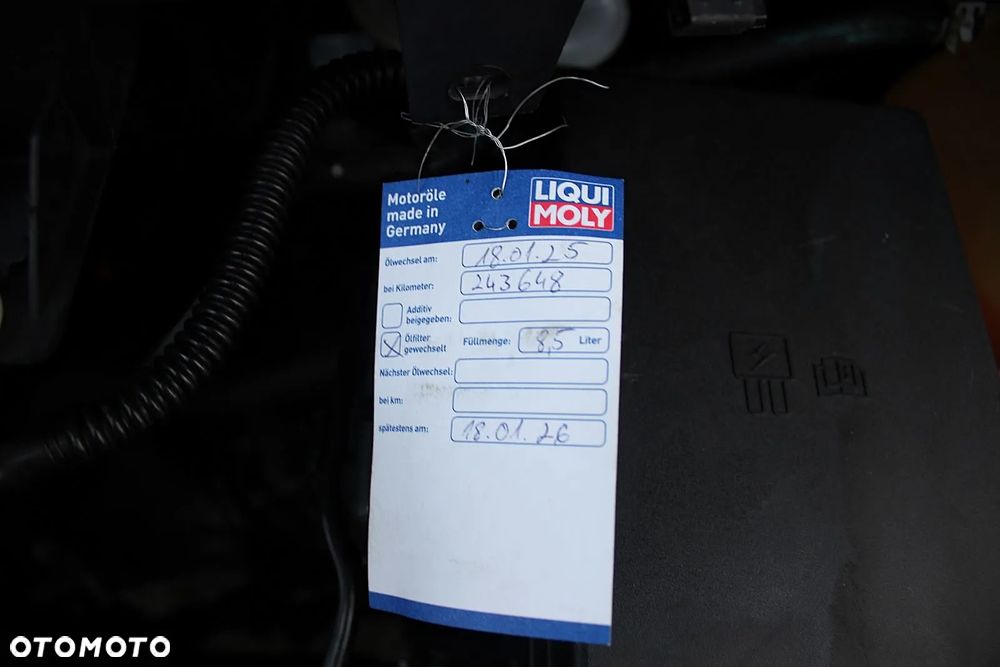 Motoröle
made in
Germany
LIQUI
MOLY
Ölwechsel am: 18.01.25
bei Kilometer: 243648
Additiv
beigegeben:
Ölfilter
gewechselt
Füllmenge: 8,5 Liter
Nächster Ölwechsel:
bei km:
spätestens am: 18.01.26
OTOMOTO